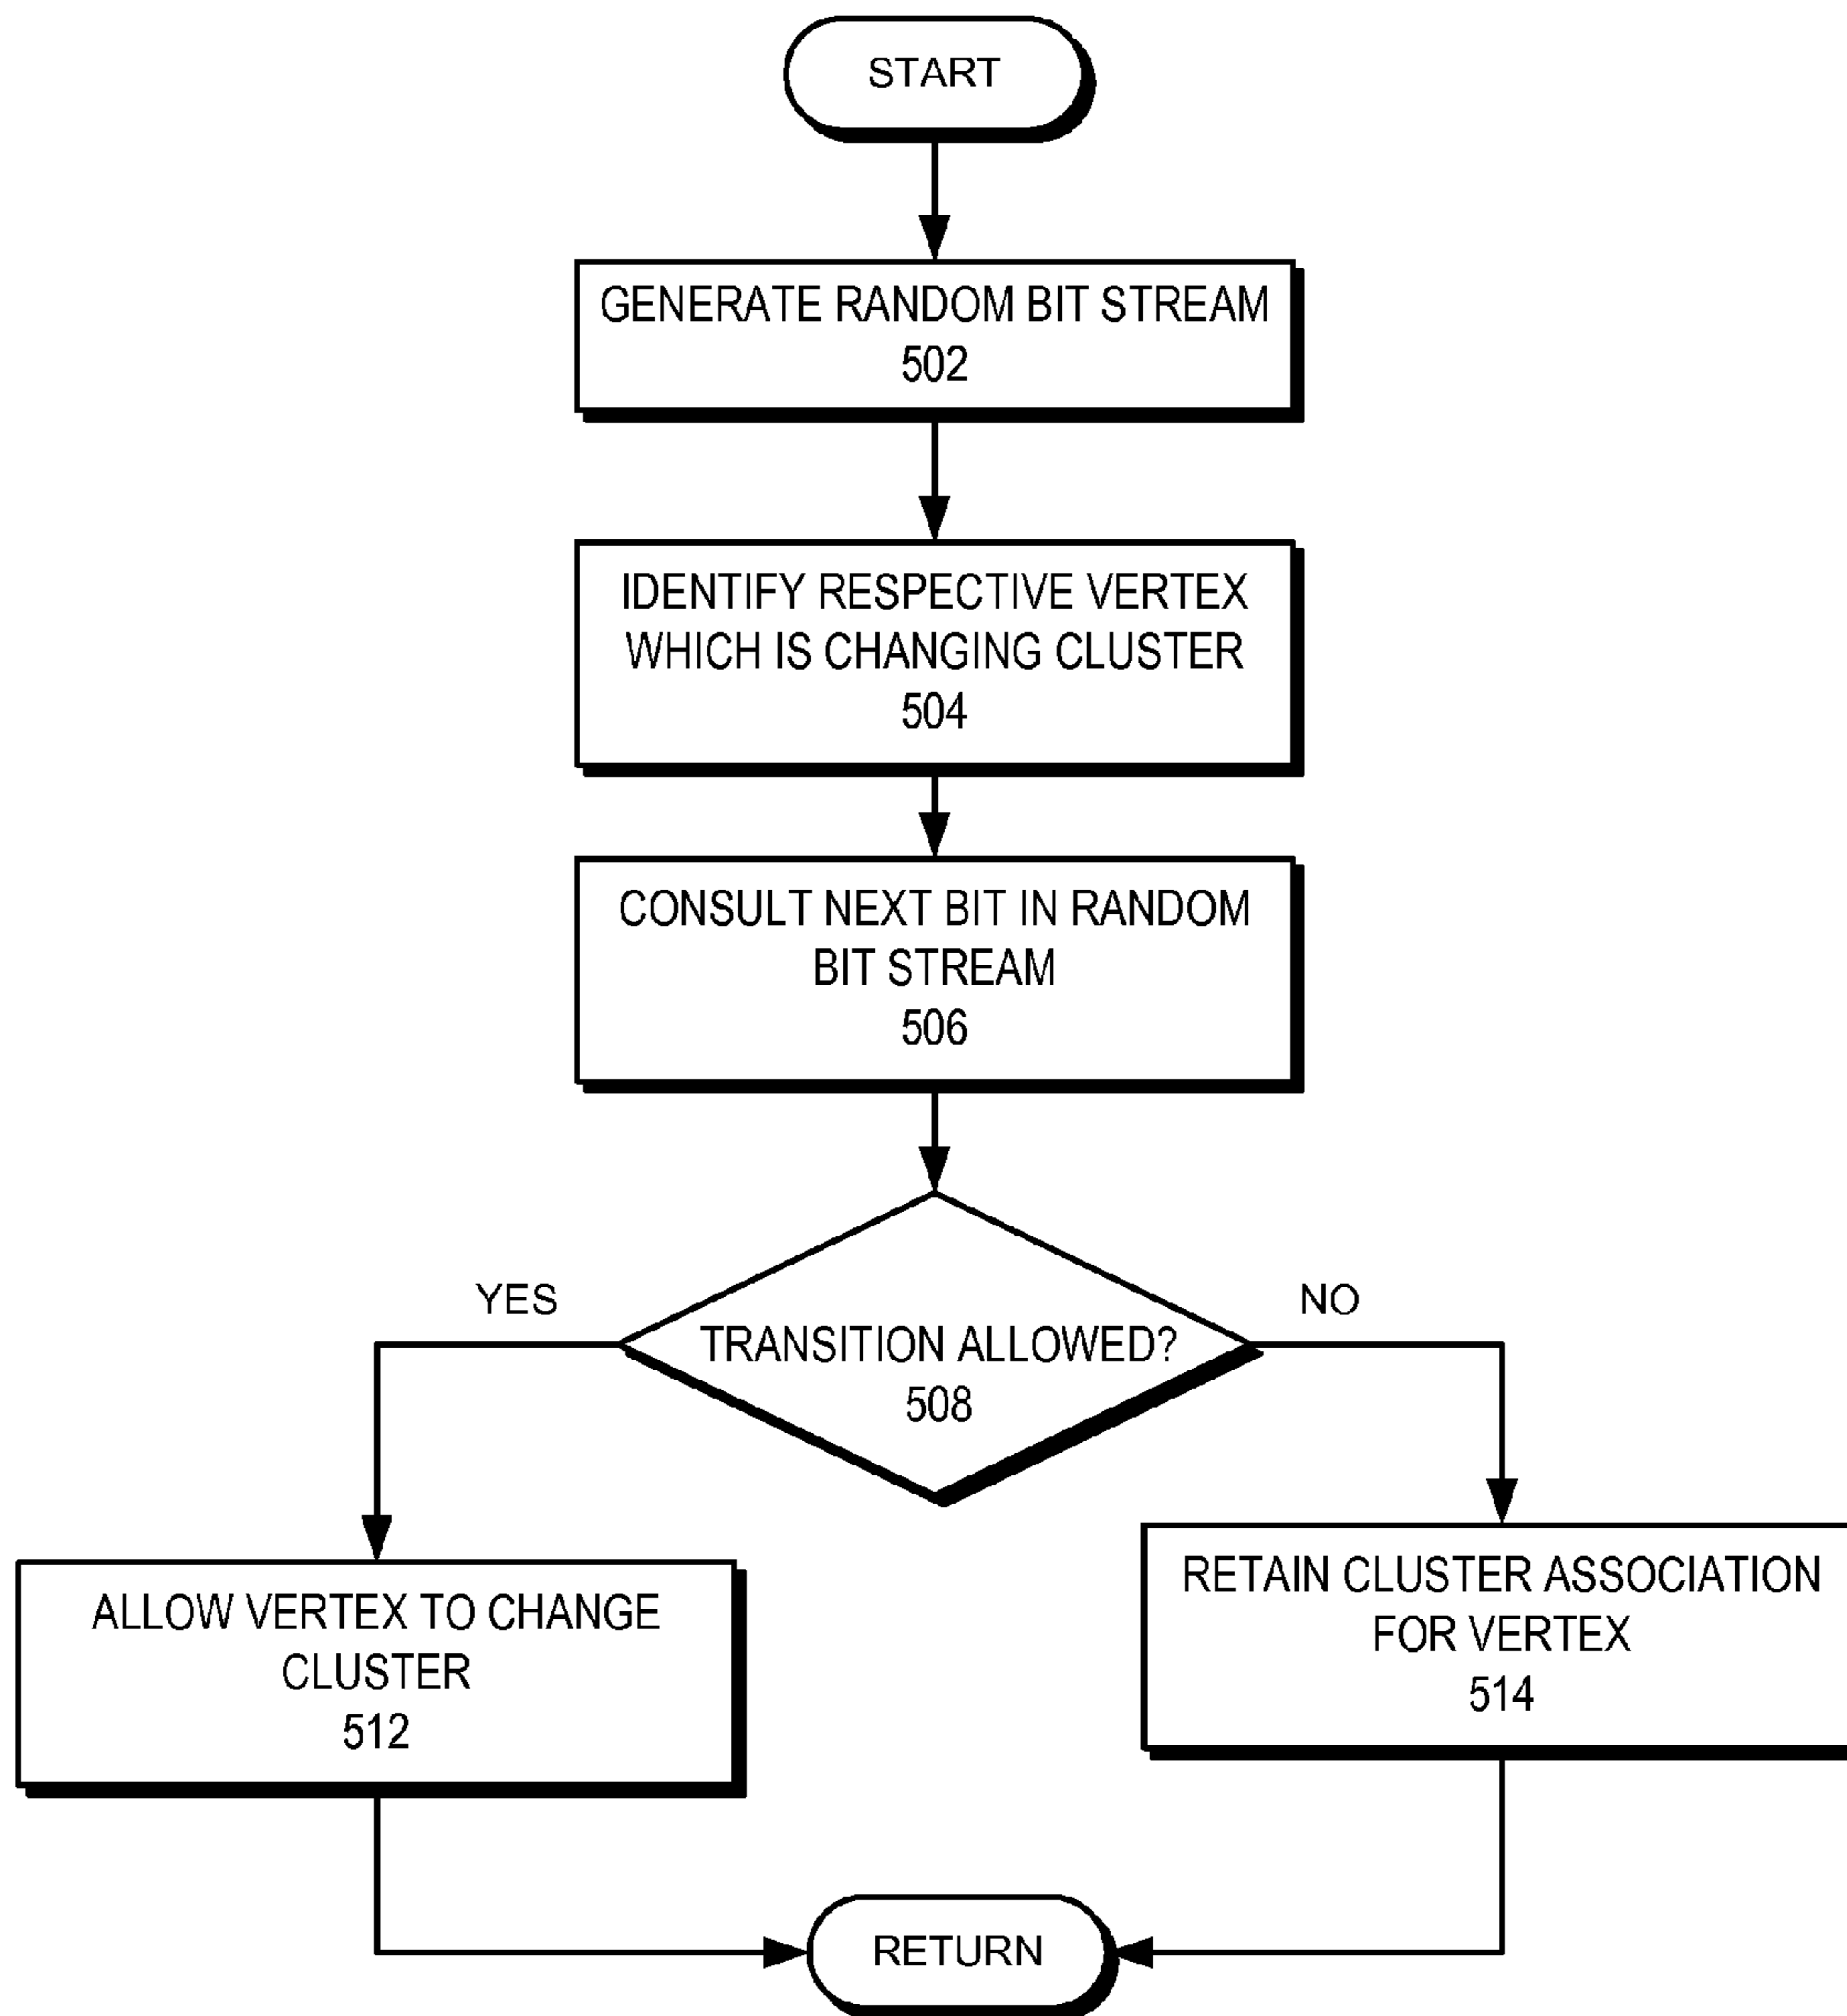 START
GENERATE RANDOM BIT STREAM
502
IDENTIFY RESPECTIVE VERTEX
WHICH IS CHANGING CLUSTER
504
CONSULT NEXT BIT IN RANDOM
BIT STREAM
506
YES
NO
TRANSITION ALLOWED?
508
ALLOW VERTEX TO CHANGE
CLUSTER
512
RETAIN CLUSTER ASSOCIATION
FOR VERTEX
514
RETURN